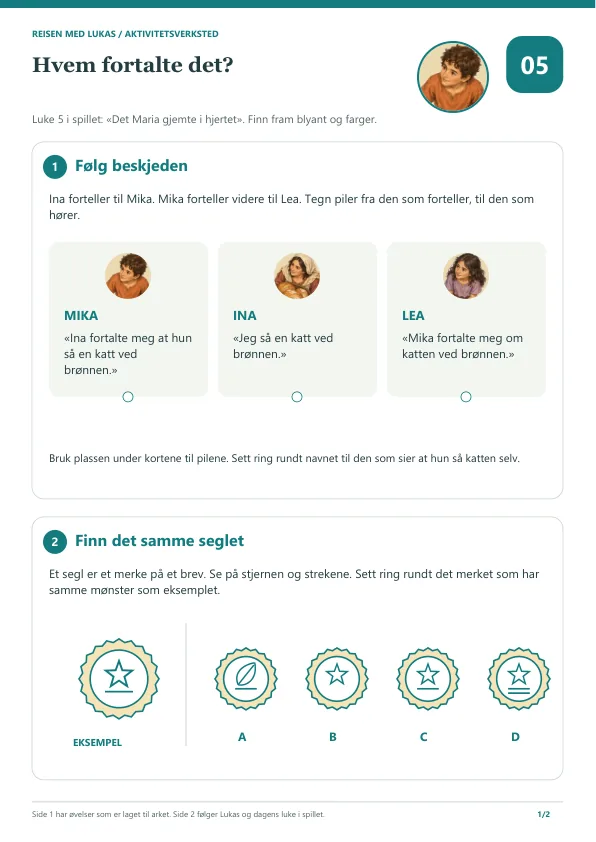 REISEN MED LUKAS / AKTIVITETSVERKSTED
Hvem fortalte det?
05
Luke 5 i spillet: «Det Maria gjemte i hjertet». Finn fram blyant og farger.
1 Følg beskjeden
Ina forteller til Mika. Mika forteller videre til Lea. Tegn piler fra den som forteller, til den som
hører.
MIKA
«Ina fortalte meg at hun
så en katt ved
brønnen.»
INA
«Jeg så en katt ved
brønnen.»
LEA
«Mika fortalte meg om
katten ved brønnen.»
Bruk plassen under kortene til pilene. Sett ring rundt navnet til den som sier at hun så katten selv.
2 Finn det samme seglet
Et segl er et merke på et brev. Se på stjernen og strekene. Sett ring rundt det merket som har
samme mønster som eksemplet.
EKSEMPEL
A
B
C
D
Side 1 har øvelser som er laget til arket. Side 2 følger Lukas og dagens luke i spillet.
1/2